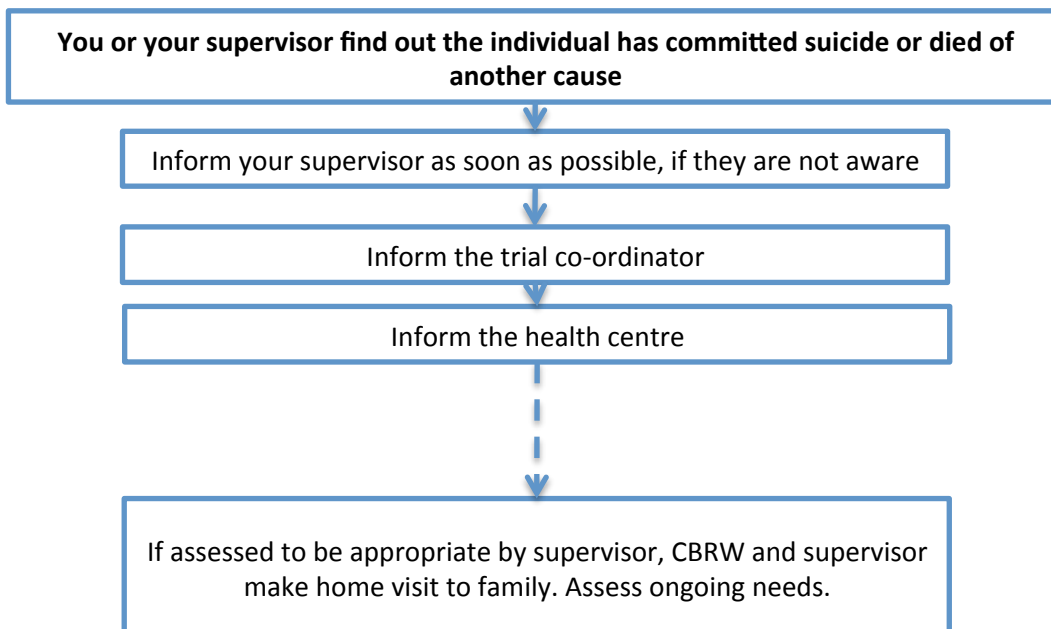 You or your supervisor find out the individual has committed suicide or died of
another cause
Inform your supervisor as soon as possible, if they are not aware
Inform the trial co-ordinator
Inform the health centre
If assessed to be appropriate by supervisor, CBRW and supervisor
make home visit to family. Assess ongoing needs.